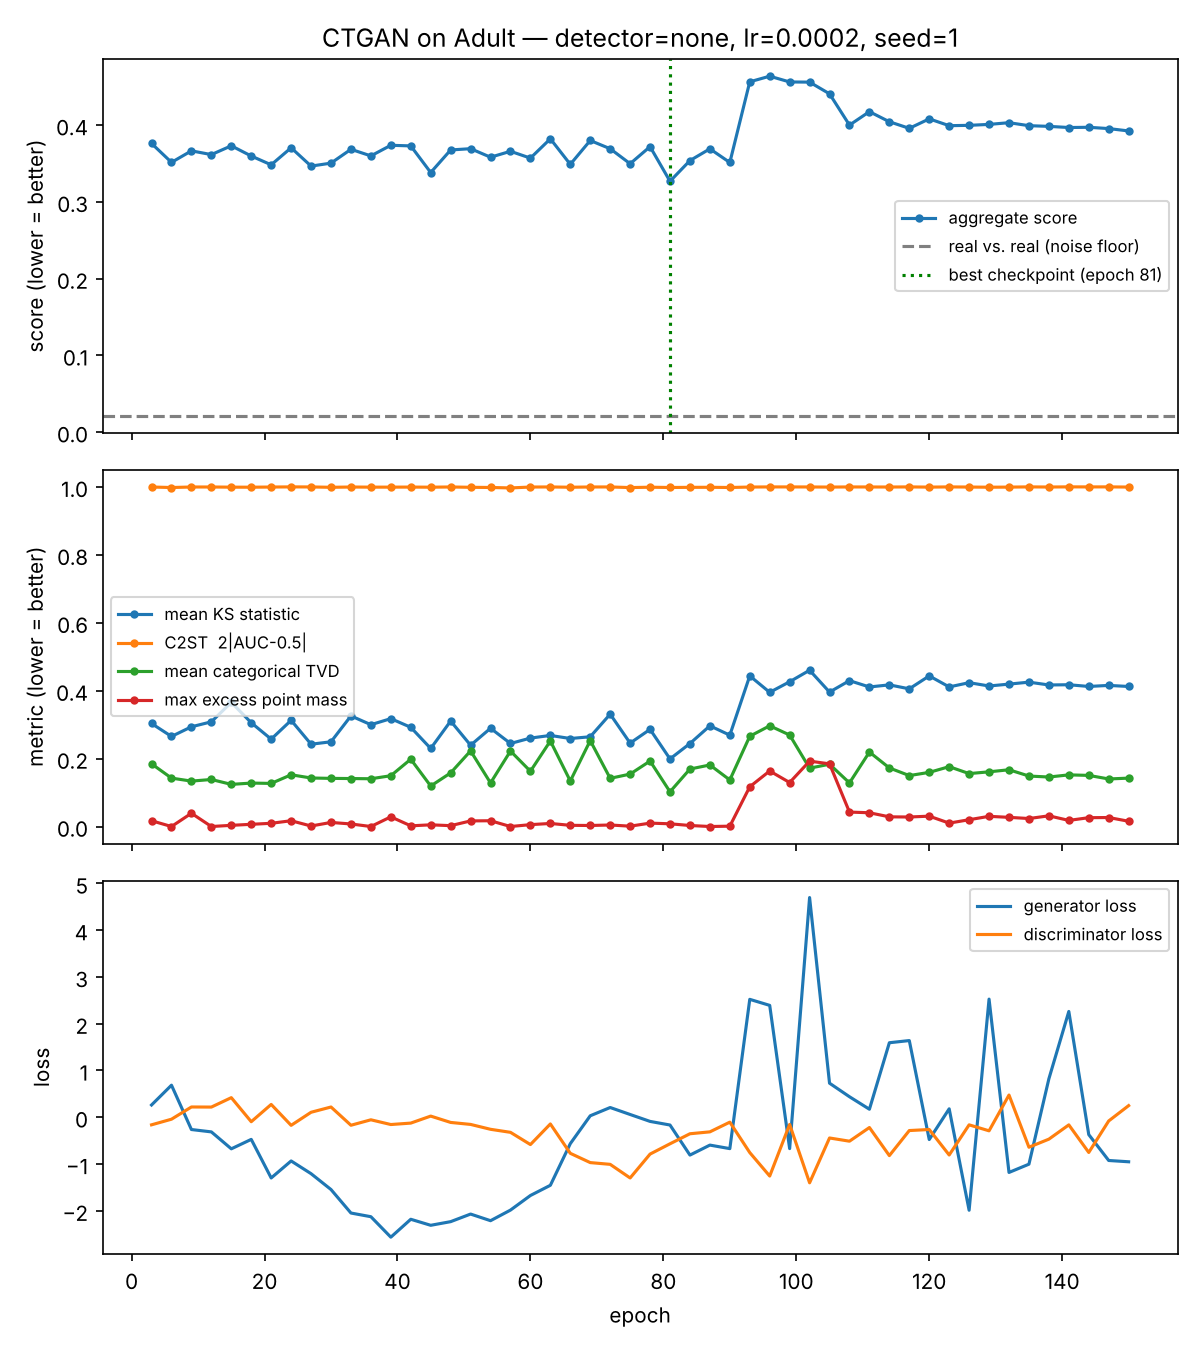 CTGAN on Adult — detector=none, lr=0.0002, seed=1
score (lower = better)
0.4
0.3
0.2
0.1
0.0
aggregate score
real vs. real (noise floor)
best checkpoint (epoch 81)
metric (lower = better)
1.0
0.8
0.6
0.4
0.2
0.0
mean KS statistic
C2ST 2|AUC-0.5|
mean categorical TVD
max excess point mass
loss
5
4
3
2
1
0
−1
−2
generator loss
discriminator loss
0 20 40 60 80 100 120 140
epoch